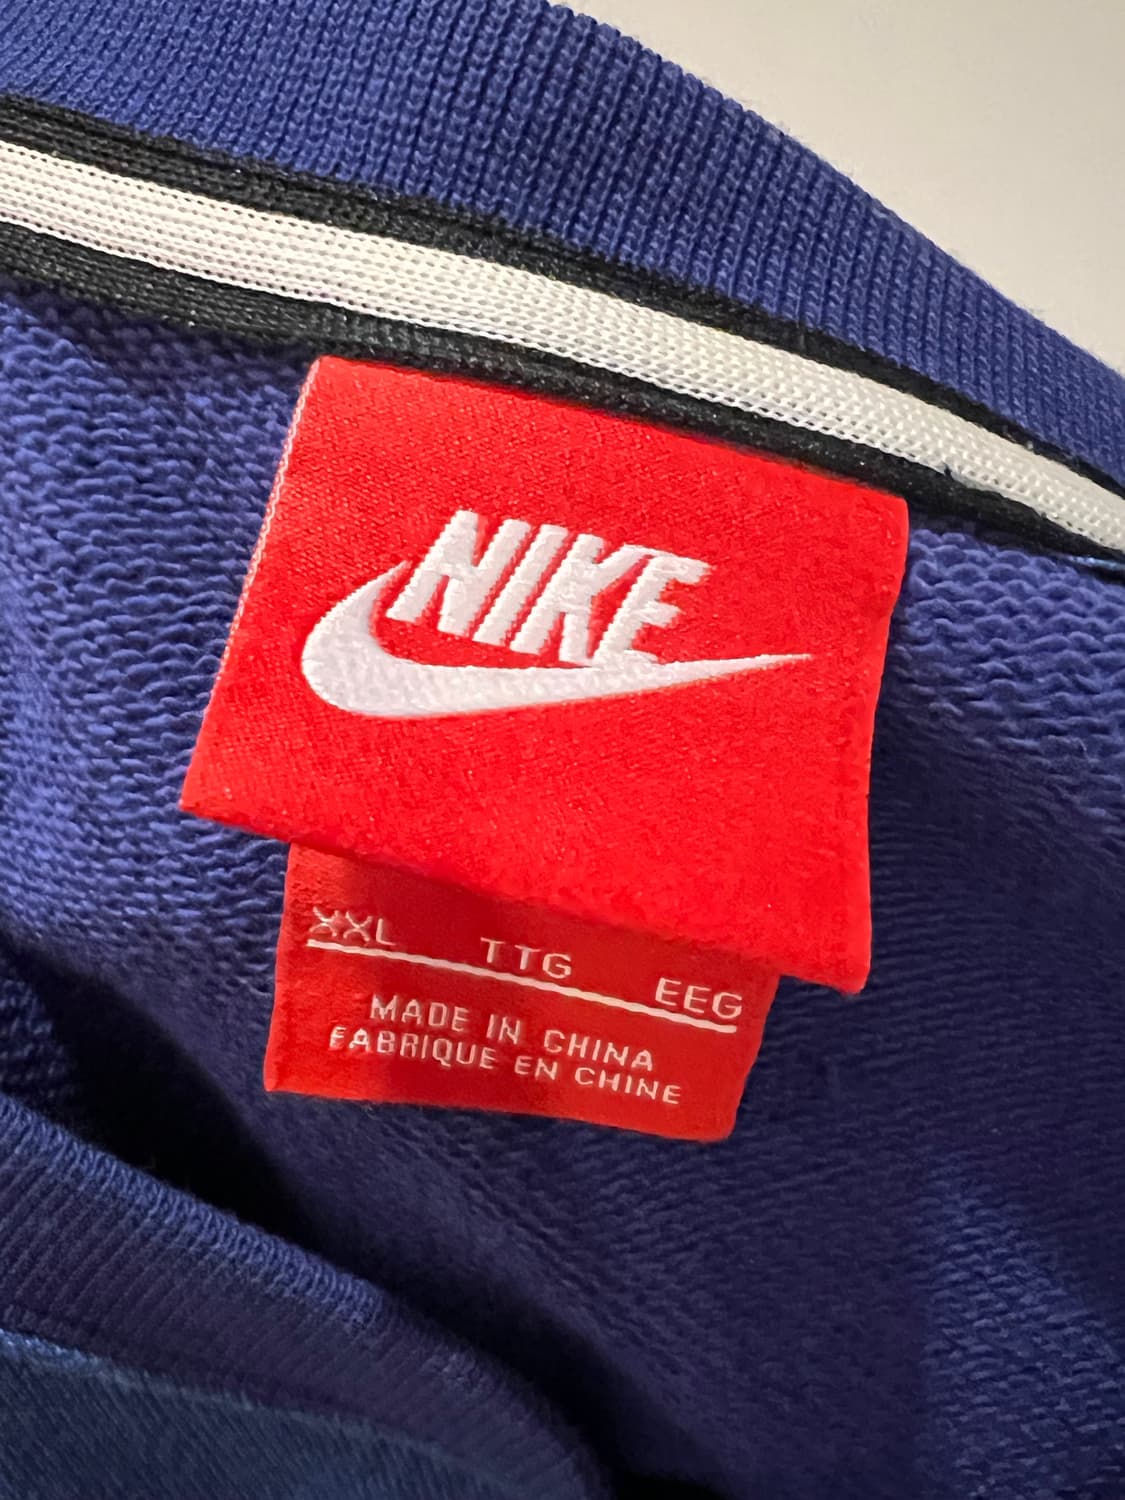 NIKE
XXL TTG EEG
MADE IN CHINA
FABRIQUE EN CHINE